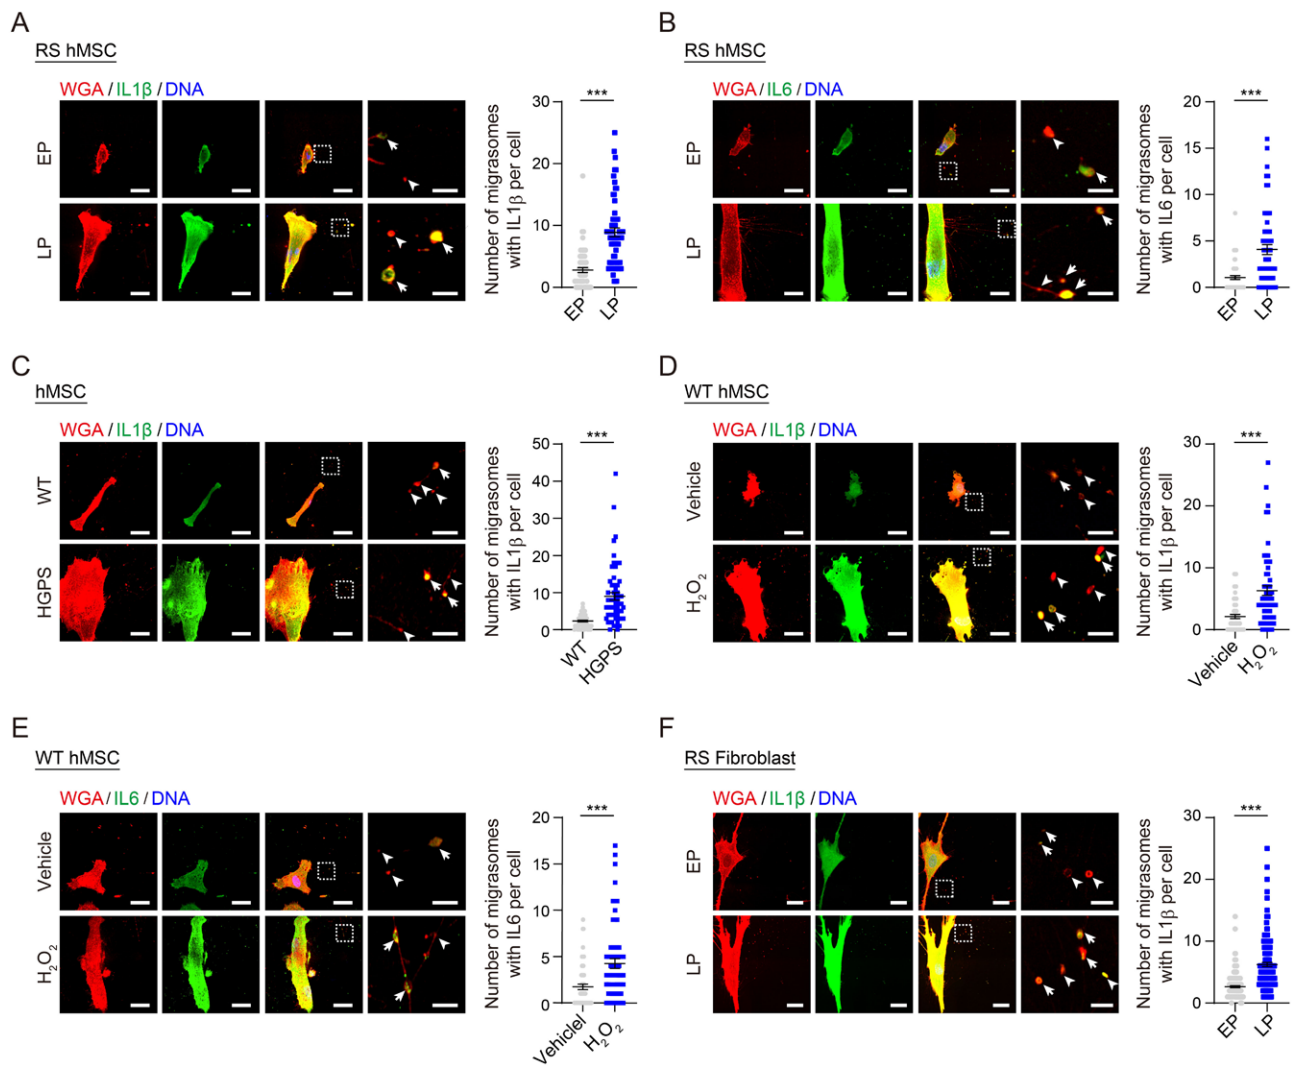 A
RS hMSC
WGA / IL1β / DNA
EP
LP
Number of migrasomes
with IL1β per cell
30
20
10
0
***
EP
LP
B
RS hMSC
WGA / IL6 / DNA
EP
LP
Number of migrasomes
with IL6 per cell
20
15
10
5
0
***
EP
LP
C
hMSC
WGA / IL1β / DNA
WT
HGPS
Number of migrasomes
with IL1β per cell
50
40
30
20
10
0
***
WT
HGPS
D
WT hMSC
WGA / IL1β / DNA
Vehicle
H₂O₂
Number of migrasomes
with IL1β per cell
30
20
10
0
***
Vehicle
H₂O₂
E
WT hMSC
WGA / IL6 / DNA
Vehicle
H₂O₂
Number of migrasomes
with IL6 per cell
20
15
10
5
0
***
Vehiclel
H₂O₂
F
RS Fibroblast
WGA / IL1β / DNA
EP
LP
Number of migrasomes
with IL1β per cell
30
20
10
0
***
EP
LP